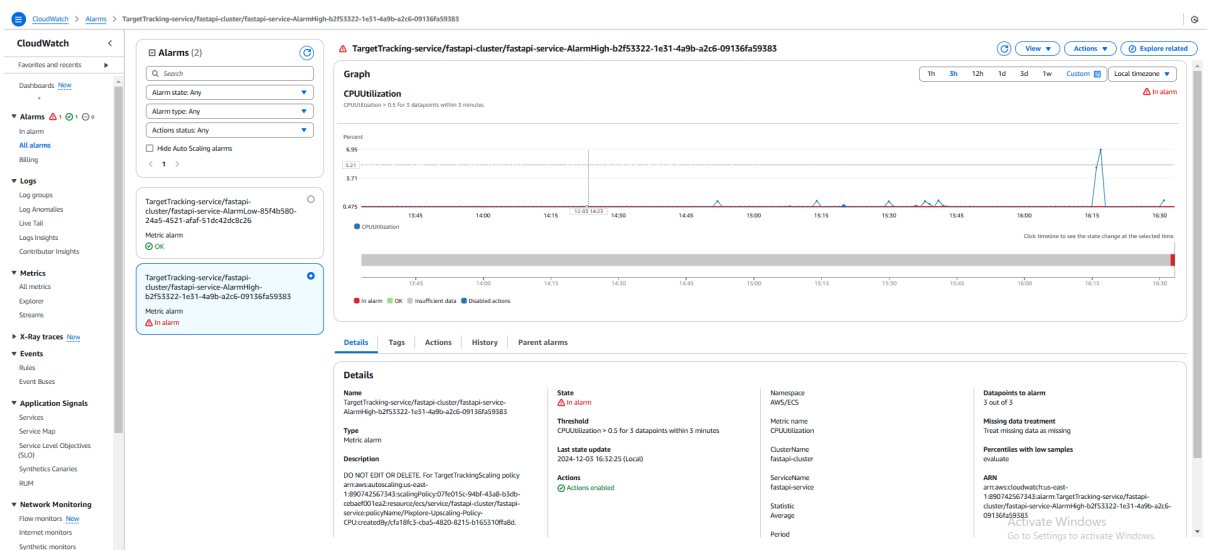 CloudWatch > Alarms > TargetTracking-service/fastapi-cluster/fastapi-service-AlarmHigh-b2f53322-1e31-4a9b-a2c6-09136fa59383
CloudWatch
Favorites and recents
Dashboards New
Alarms 1 1 0
In alarm
All alarms
Billing
Logs
Log groups
Log Anomalies
Live Tail
Logs Insights
Contributor Insights
Metrics
All metrics
Explorer
Streams
X-Ray traces New
Events
Rules
Event Buses
Application Signals
Services
Service Map
Service Level Objectives
(SLO)
Synthetics Canaries
RUM
Network Monitoring
Flow monitors New
Internet monitors
Synthetic monitors
Alarms (2)
Search
Alarm state: Any
Alarm type: Any
Actions status: Any
Hide Auto Scaling alarms
< 1 >
TargetTracking-service/fastapi-
cluster/fastapi-service-AlarmLow-85f4b580-
24a5-4521-afaf-51dc42dc8c26
Metric alarm
OK
TargetTracking-service/fastapi-
cluster/fastapi-service-AlarmHigh-
b2f53322-1e31-4a9b-a2c6-09136fa59383
Metric alarm
In alarm
TargetTracking-service/fastapi-cluster/fastapi-service-AlarmHigh-b2f53322-1e31-4a9b-a2c6-09136fa59383
View
Actions
Explore related
Graph
1h 3h 12h 1d 3d 1w Custom Local timezone
CPUUtilization
In alarm
CPUUtilization > 0.5 for 3 datapoints within 3 minutes
Percent
6.95
5.21
3.71
0.475
13:45 14:00 14:15 12-03 14:23 14:30 14:45 15:00 15:15 15:30 15:45 16:00 16:15 16:30
CPUUtilization
Click timeline to see the state change at the selected time.
13:45 14:00 14:15 14:30 14:45 15:00 15:15 15:30 15:45 16:00 16:15 16:30
In alarm OK Insufficient data Disabled actions
Details Tags Actions History Parent alarms
Details
Name
TargetTracking-service/fastapi-cluster/fastapi-service-
AlarmHigh-b2f53322-1e31-4a9b-a2c6-09136fa59383
Type
Metric alarm
Description
DO NOT EDIT OR DELETE. For TargetTrackingScaling policy
arn:aws:autoscaling:us-east-
1:890742567343:scalingPolicy:07fe015c-94bf-43a8-b3db-
cebaef001ea2:resource/ecs/service/fastapi-cluster/fastapi-
service:policyName/Pixplore-Upscaling-Policy-
CPU:createdBy/cfa18fc3-cba5-4820-8215-b165310ffa8d.
State
In alarm
Threshold
CPUUtilization > 0.5 for 3 datapoints within 3 minutes
Last state update
2024-12-03 16:32:25 (Local)
Actions
Actions enabled
Namespace
AWS/ECS
Metric name
CPUUtilization
ClusterName
fastapi-cluster
ServiceName
fastapi-service
Statistic
Average
Period
Datapoints to alarm
3 out of 3
Missing data treatment
Treat missing data as missing
Percentiles with low samples
evaluate
ARN
arn:aws:cloudwatch:us-east-
1:890742567343:alarm:TargetTracking-service/fastapi-
cluster/fastapi-service-AlarmHigh-b2f53322-1e31-4a9b-a2c6-
09136fa59383
Activate Windows
Go to Settings to activate Windows.